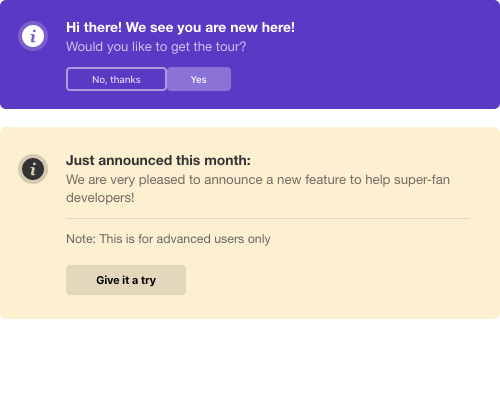 i
Hi there! We see you are new here!
Would you like to get the tour?
No, thanks Yes
i
Just announced this month:
We are very pleased to announce a new feature to help super-fan
developers!
Note: This is for advanced users only
Give it a try